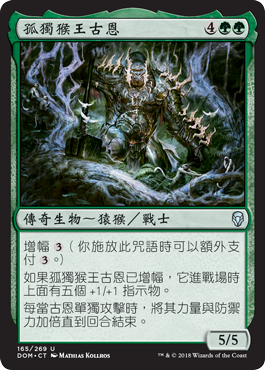 孤獨猴王古恩 4
傳奇生物～猿猴／戰士
增幅 3（你施放此咒語時可以額外支
付 3。）
如果孤獨猴王古恩已增幅，它進戰場時
上面有五個 +1/+1 指示物。
每當古恩單獨攻擊時，將其力量與防禦
力加倍直到回合結束。
5/5
165/269 U
DOM • CT MATHIAS KOLLROS
™ & © 2018 Wizards of the Coast